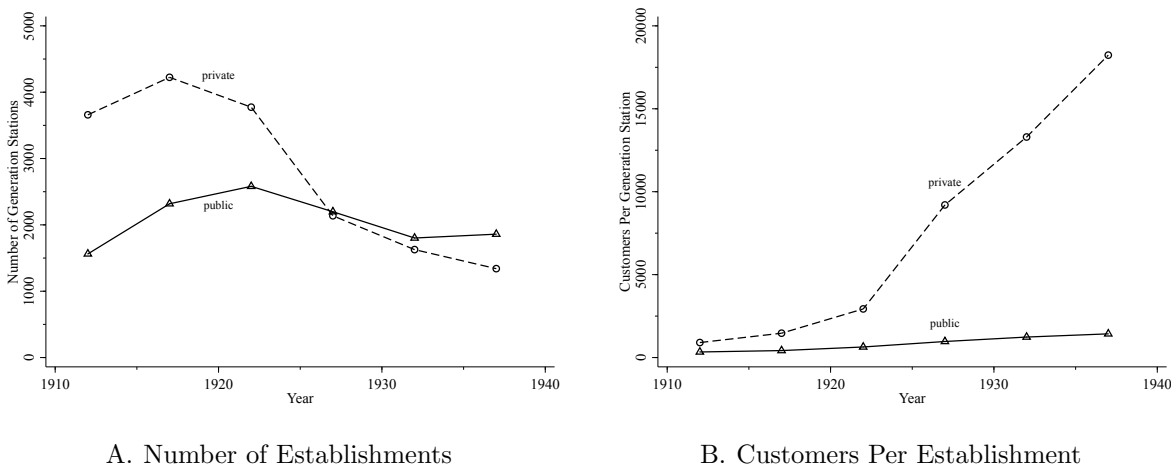 Number of Generation Stations
5000
4000
3000
2000
1000
0
private
public
1910
1920
1930
1940
Year
A. Number of Establishments
Customers Per Generation Station
20000
15000
10000
5000
0
private
public
1910
1920
1930
1940
Year
B. Customers Per Establishment